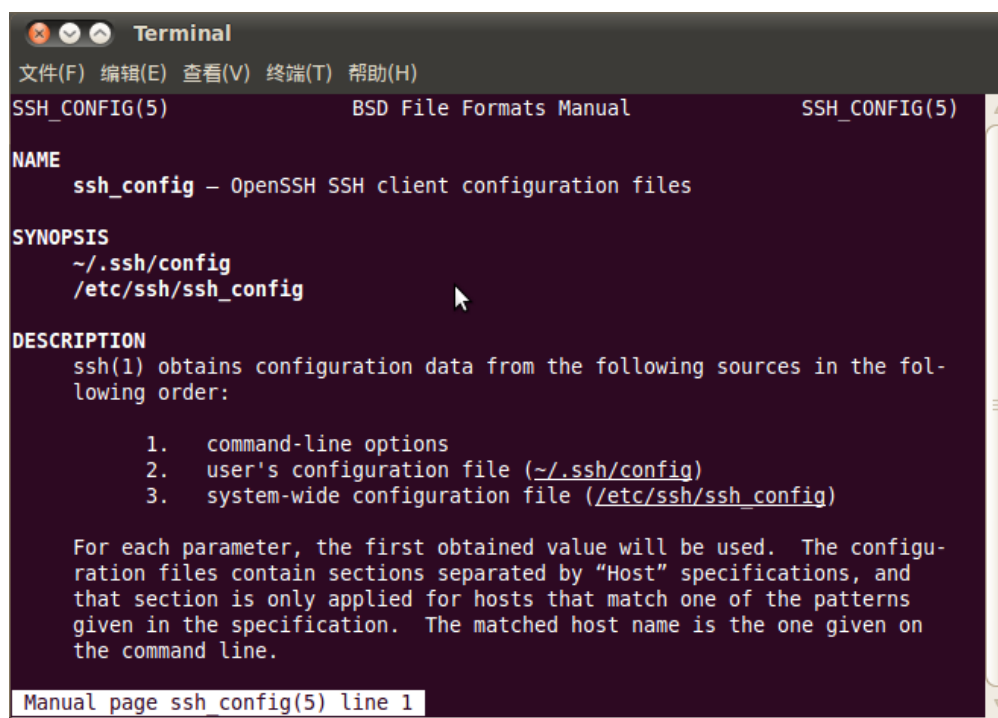 Terminal
文件(F) 编辑(E) 查看(V) 终端(T) 帮助(H)
SSH_CONFIG(5) BSD File Formats Manual SSH_CONFIG(5)
NAME
ssh_config — OpenSSH SSH client configuration files
SYNOPSIS
~/.ssh/config
/etc/ssh/ssh_config
DESCRIPTION
ssh(1) obtains configuration data from the following sources in the fol-
lowing order:
1. command-line options
2. user's configuration file (~/.ssh/config)
3. system-wide configuration file (/etc/ssh/ssh_config)
For each parameter, the first obtained value will be used. The configu-
ration files contain sections separated by “Host” specifications, and
that section is only applied for hosts that match one of the patterns
given in the specification. The matched host name is the one given on
the command line.
Manual page ssh_config(5) line 1